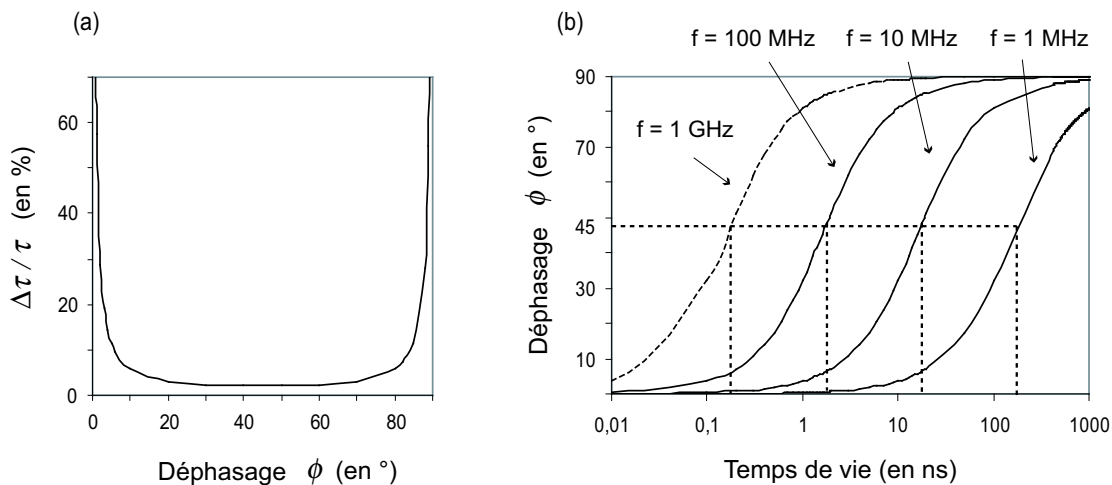 (a)
Δτ / τ (en %)
60
40
20
0
0 20 40 60 80
Déphasage ϕ (en °)
(b)
f = 100 MHz f = 10 MHz f = 1 MHz
f = 1 GHz
Déphasage ϕ (en °)
90
70
45
30
10
0,01 0,1 1 10 100 1000
Temps de vie (en ns)